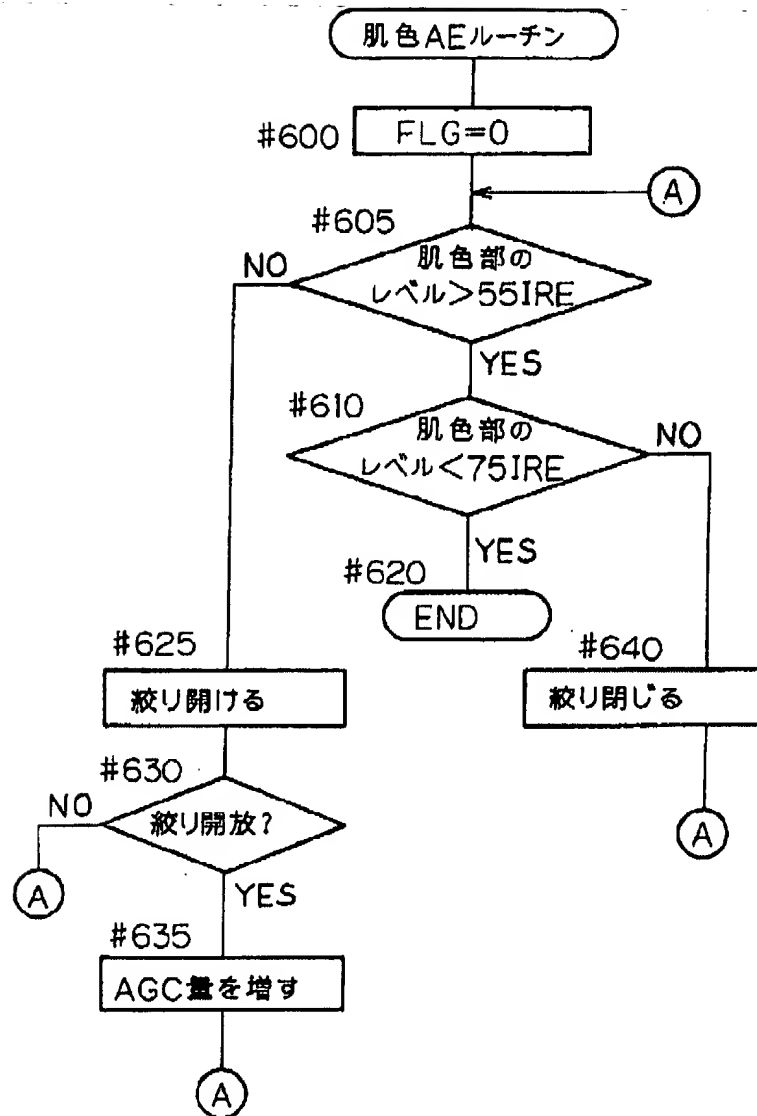 肌色AEルーチン
#600
FLG=0
A
#605
肌色部の
レベル>55IRE
NO
YES
#610
肌色部の
レベル<75IRE
NO
YES
#620
END
#625
絞り開ける
#640
絞り閉じる
#630
絞り開放?
NO
A
A
YES
#635
AGC量を増す
A